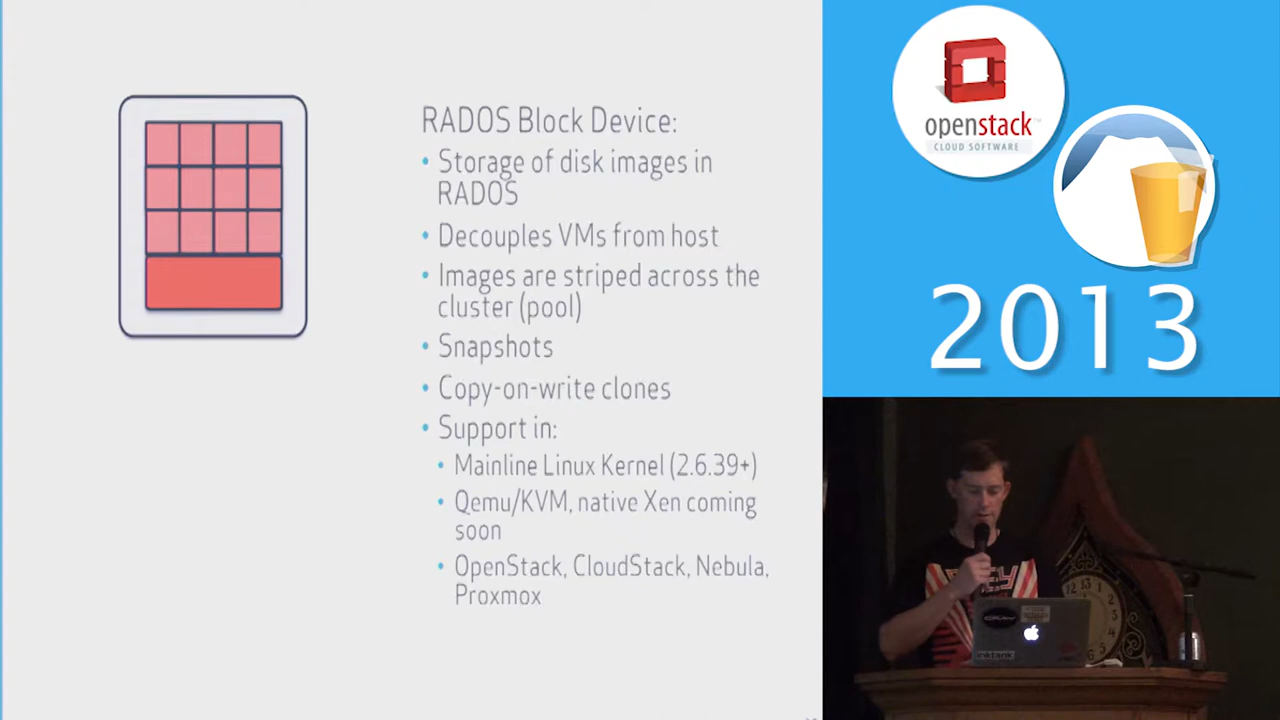 RADOS Block Device:
• Storage of disk images in
RADOS
• Decouples VMs from host
• Images are striped across the
cluster (pool)
• Snapshots
• Copy-on-write clones
• Support in:
• Mainline Linux Kernel (2.6.39+)
• Qemu/KVM, native Xen coming
soon
• OpenStack, CloudStack, Nebula,
Proxmox
openstack™
CLOUD SOFTWARE
2013
inktank